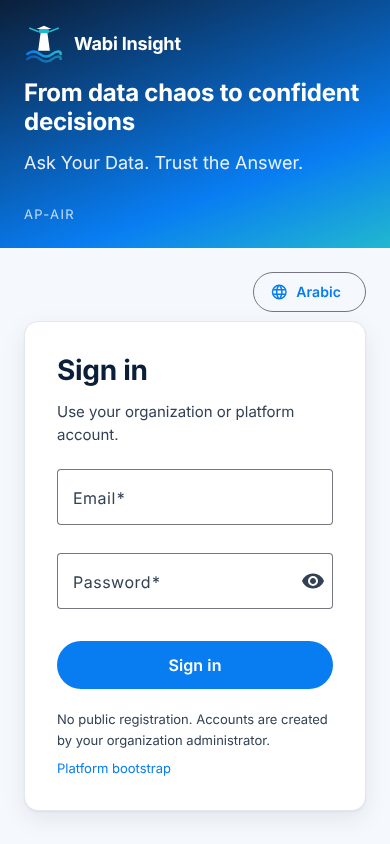 Wabi Insight
From data chaos to confident
decisions
Ask Your Data. Trust the Answer.
AP-AIR
Arabic
Sign in
Use your organization or platform
account.
Email*
Password*
Sign in
No public registration. Accounts are created
by your organization administrator.
Platform bootstrap